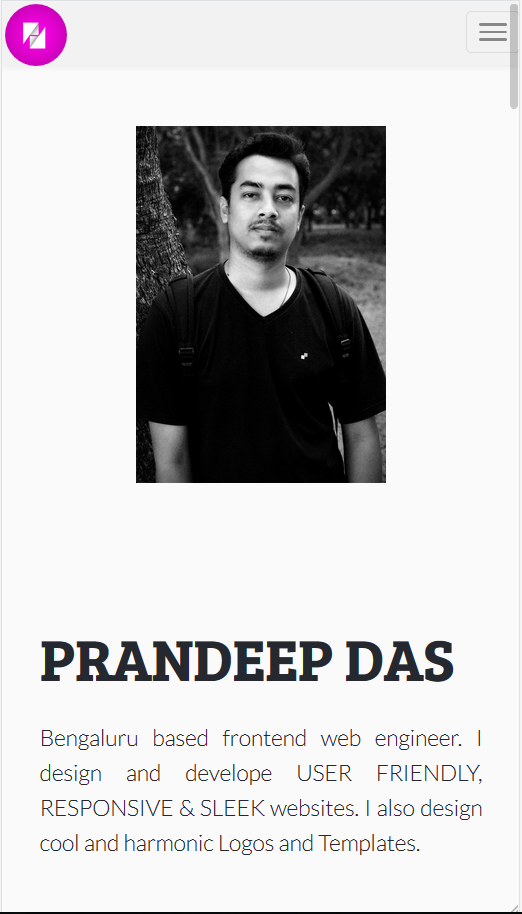 PRANDEEP DAS
Bengaluru based frontend web engineer. I
design and develope USER FRIENDLY,
RESPONSIVE & SLEEK websites. I also design
cool and harmonic Logos and Templates.